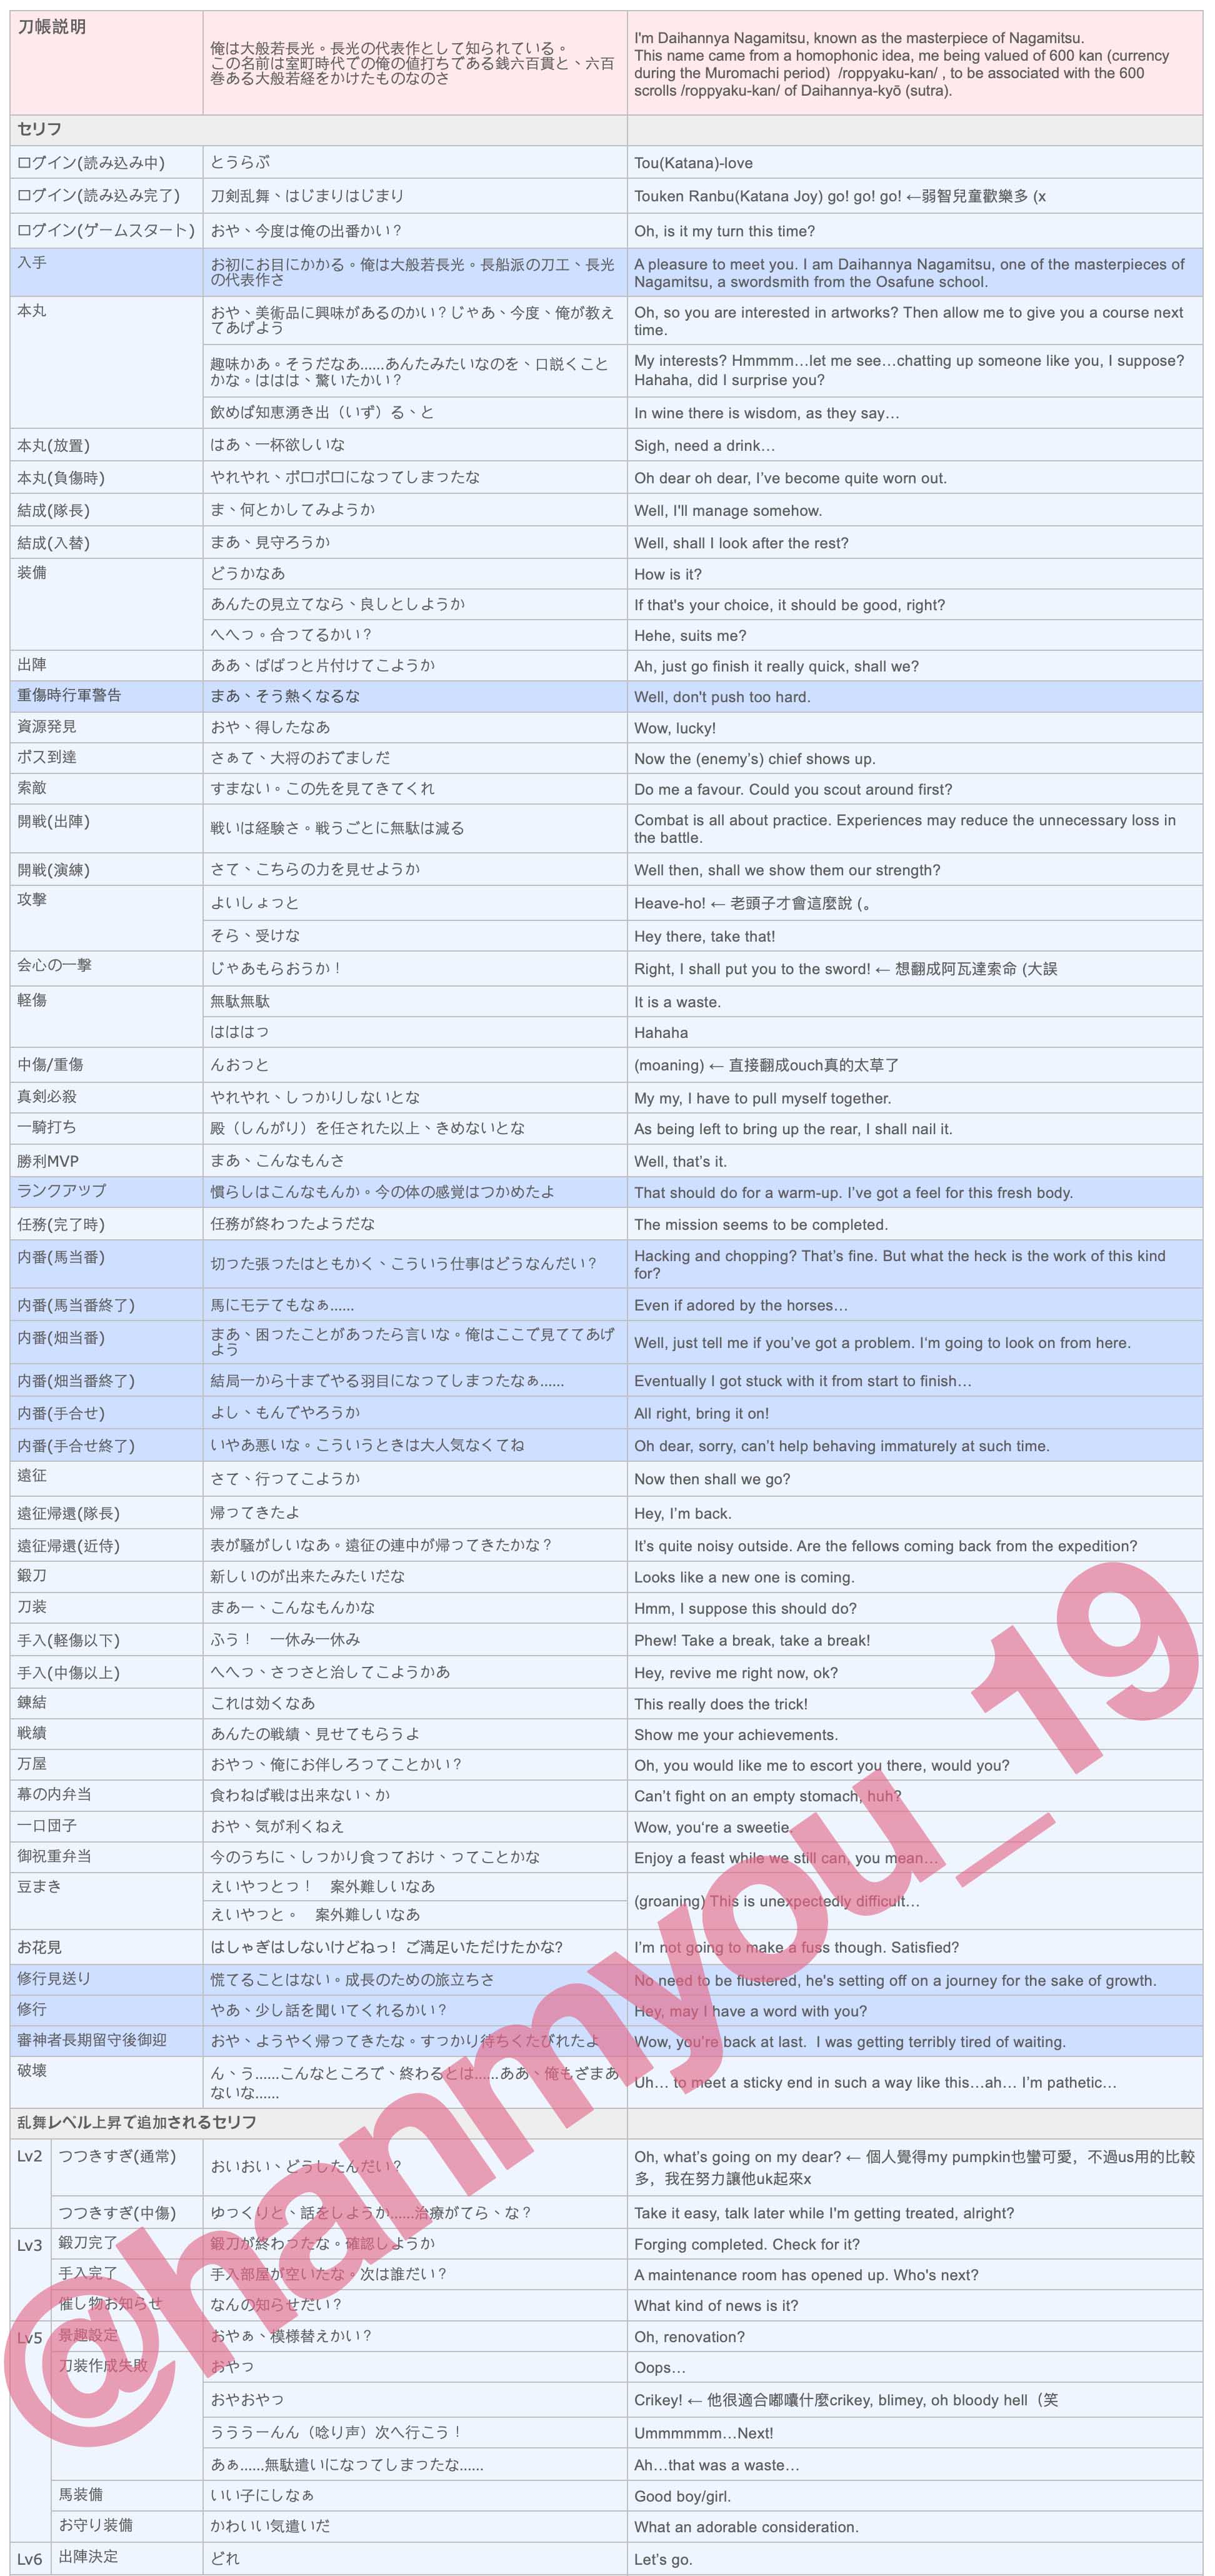 刀帳説明
俺は大般若長光。長光の代表作として知られている。
この名前は室町時代での俺の値打ちである銭六百貫と、六百
巻ある大般若経をかけたものなのさ
I'm Daihannya Nagamitsu, known as the masterpiece of Nagamitsu.
This name came from a homophonic idea, me being valued of 600 kan (currency
during the Muromachi period)  /roppyaku-kan/ , to be associated with the 600
scrolls /roppyaku-kan/ of Daihannya-kyō (sutra).
セリフ
ログイン(読み込み中)
とうらぶ
Tou(Katana)-love
ログイン(読み込み完了)
刀剣乱舞、はじまりはじまり
Touken Ranbu(Katana Joy) go! go! go! ←弱智兒童歡樂多 (x
ログイン(ゲームスタート)
おや、今度は俺の出番かい？
Oh, is it my turn this time?
入手
お初にお目にかかる。俺は大般若長光。長船派の刀工、長光
の代表作さ
A pleasure to meet you. I am Daihannya Nagamitsu, one of the masterpieces of
Nagamitsu, a swordsmith from the Osafune school.
本丸
おや、美術品に興味があるのかい？じゃあ、今度、俺が教え
てあげよう
Oh, so you are interested in artworks? Then allow me to give you a course next
time.
趣味かあ。そうだなあ……あんたみたいなのを、口説くこと
かな。ははは、驚いたかい？
My interests? Hmmmm…let me see…chatting up someone like you, I suppose?
Hahaha, did I surprise you?
飲めば知恵湧き出（いず）る、と
In wine there is wisdom, as they say…
本丸(放置)
はあ、一杯欲しいな
Sigh, need a drink…
本丸(負傷時)
やれやれ、ボロボロになってしまったな
Oh dear oh dear, I've become quite worn out.
結成(隊長)
ま、何とかしてみようか
Well, I'll manage somehow.
結成(入替)
まあ、見守ろうか
Well, shall I look after the rest?
装備
どうかなあ
How is it?
あんたの見立てなら、良しとしようか
If that's your choice, it should be good, right?
へへっ。合ってるかい？
Hehe, suits me?
出陣
ああ、ぱぱっと片付けてこようか
Ah, just go finish it really quick, shall we?
重傷時行軍警告
まあ、そう熱くなるな
Well, don't push too hard.
資源発見
おや、得したなあ
Wow, lucky!
ボス到達
さぁて、大将のおでましだ
Now the (enemy's) chief shows up.
索敵
すまない。この先を見てきてくれ
Do me a favour. Could you scout around first?
開戦(出陣)
戦いは経験さ。戦うごとに無駄は減る
Combat is all about practice. Experiences may reduce the unnecessary loss in
the battle.
開戦(演練)
さて、こちらの力を見せようか
Well then, shall we show them our strength?
攻撃
よいしょっと
Heave-ho! ← 老頭子才會這麼說 (。
そら、受けな
Hey there, take that!
会心の一撃
じゃあもらおうか！
Right, I shall put you to the sword! ← 想翻成阿瓦達索命 (大誤
軽傷
無駄無駄
It is a waste.
はははっ
Hahaha
中傷/重傷
んおっと
(moaning) ← 直接翻成ouch真的太草了
真剣必殺
やれやれ、しっかりしないとな
My my, I have to pull myself together.
一騎打ち
殿（しんがり）を任された以上、きめないとな
As being left to bring up the rear, I shall nail it.
勝利MVP
まあ、こんなもんさ
Well, that's it.
ランクアップ
慣らしはこんなもんか。今の体の感覚はつかめたよ
That should do for a warm-up. I've got a feel for this fresh body.
任務(完了時)
任務が終わったようだな
The mission seems to be completed.
内番(馬当番)
切った張ったはともかく、こういう仕事はどうなんだい？
Hacking and chopping? That's fine. But what the heck is the work of this kind
for?
内番(馬当番終了)
馬にモテてもなぁ……
Even if adored by the horses…
内番(畑当番)
まあ、困ったことがあったら言いな。俺はここで見ててあげ
よう
Well, just tell me if you've got a problem. I'm going to look on from here.
内番(畑当番終了)
結局一から十までやる羽目になってしまったなぁ……
Eventually I got stuck with it from start to finish…
内番(手合せ)
よし、もんでやろうか
All right, bring it on!
内番(手合せ終了)
いやあ悪いな。こういうときは大人気なくてね
Oh dear, sorry, can't help behaving immaturely at such time.
遠征
さて、行ってこようか
Now then shall we go?
遠征帰還(隊長)
帰ってきたよ
Hey, I'm back.
遠征帰還(近侍)
表が騒がしいなあ。遠征の連中が帰ってきたかな？
It's quite noisy outside. Are the fellows coming back from the expedition?
鍛刀
新しいのが出来たみたいだな
Looks like a new one is coming.
刀装
まあー、こんなもんかな
Hmm, I suppose this should do?
手入(軽傷以下)
ふう！　一休み一休み
Phew! Take a break, take a break!
手入(中傷以上)
へへっ、さっさと治してこようかあ
Hey, revive me right now, ok?
錬結
これは効くなあ
This really does the trick!
戦績
あんたの戦績、見せてもらうよ
Show me your achievements.
万屋
おやっ、俺にお伴しろってことかい？
Oh, you would like me to escort you there, would you?
幕の内弁当
食わねば戦は出来ない、か
Can't fight on an empty stomach, huh?
一口団子
おや、気が利くねえ
Wow, you're a sweetie.
御祝重弁当
今のうちに、しっかり食っておけ、ってことかな
Enjoy a feast while we still can, you mean…
豆まき
えいやっとっ！　案外難しいなあ
えいやっと。　案外難しいなあ
(groaning) This is unexpectedly difficult…
お花見
はしゃぎはしないけどねっ！ご満足いただけたかな?
I'm not going to make a fuss though. Satisfied?
修行見送り
慌てることはない。成長のための旅立ちさ
No need to be flustered, he's setting off on a journey for the sake of growth.
修行
やあ、少し話を聞いてくれるかい？
Hey, may I have a word with you?
審神者長期留守後御迎
おや、ようやく帰ってきたな。すっかり待ちくたびれたよ
Wow, you're back at last.  I was getting terribly tired of waiting.
破壊
ん、う……こんなところで、終わるとは……ああ、俺もざまあ
ないな……
Uh… to meet a sticky end in such a way like this…ah… I'm pathetic…
乱舞レベル上昇で追加されるセリフ
Lv2
つつきすぎ(通常)
おいおい、どうしたんだい？
Oh, what's going on my dear? ← 個人覺得my pumpkin也蠻可愛，不過us用的比較
多，我在努力讓他uk起來x
つつきすぎ(中傷)
ゆっくりと、話をしようか……治療がてら、な？
Take it easy, talk later while I'm getting treated, alright?
Lv3
鍛刀完了
鍛刀が終わったな。確認しようか
Forging completed. Check for it?
手入完了
手入部屋が空いたな。次は誰だい？
A maintenance room has opened up. Who's next?
催し物お知らせ
なんの知らせだい？
What kind of news is it?
Lv5
景趣設定
おやぁ、模様替えかい？
Oh, renovation?
刀装作成失敗
おやっ
Oops…
おやおやっ
Crikey! ← 他很適合嘟囔什麼crikey, blimey, oh bloody hell（笑
うううーんん（唸り声）次へ行こう！
Ummmmmm…Next!
あぁ……無駄遣いになってしまったな……
Ah…that was a waste…
馬装備
いい子にしなぁ
Good boy/girl.
お守り装備
かわいい気遣いだ
What an adorable consideration.
Lv6
出陣決定
どれ
Let's go.
@hannyou_19